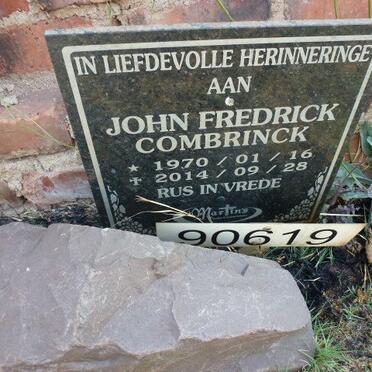 IN LIEFDEVOLLE HERINNERINGE
AAN
JOHN FREDRICK
COMBRINCK
★ 1970 / 01 / 16
✝ 2014 / 09 / 28
RUS IN VREDE
Martins
90619